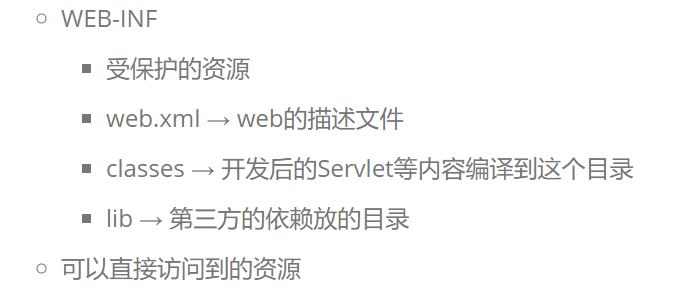 WEB-INF
受保护的资源
web.xml → web的描述文件
classes → 开发后的Servlet等内容编译到这个目录
lib → 第三方的依赖放的目录
可以直接访问到的资源